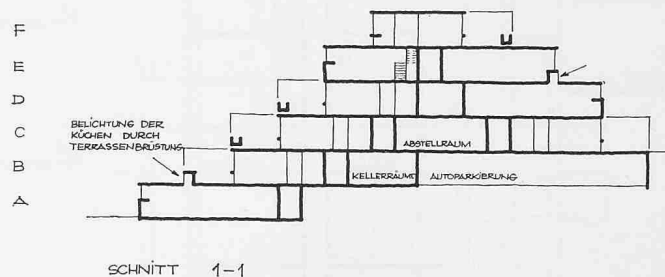 F
E
D
C
B
A
BELICHTUNG DER
KÜCHEN DURCH
TERRASSENBRÜSTUNG
ABSTELLRAUM
KELLERRÄUME AUTOPARKIERUNG
SCHNITT 1-1